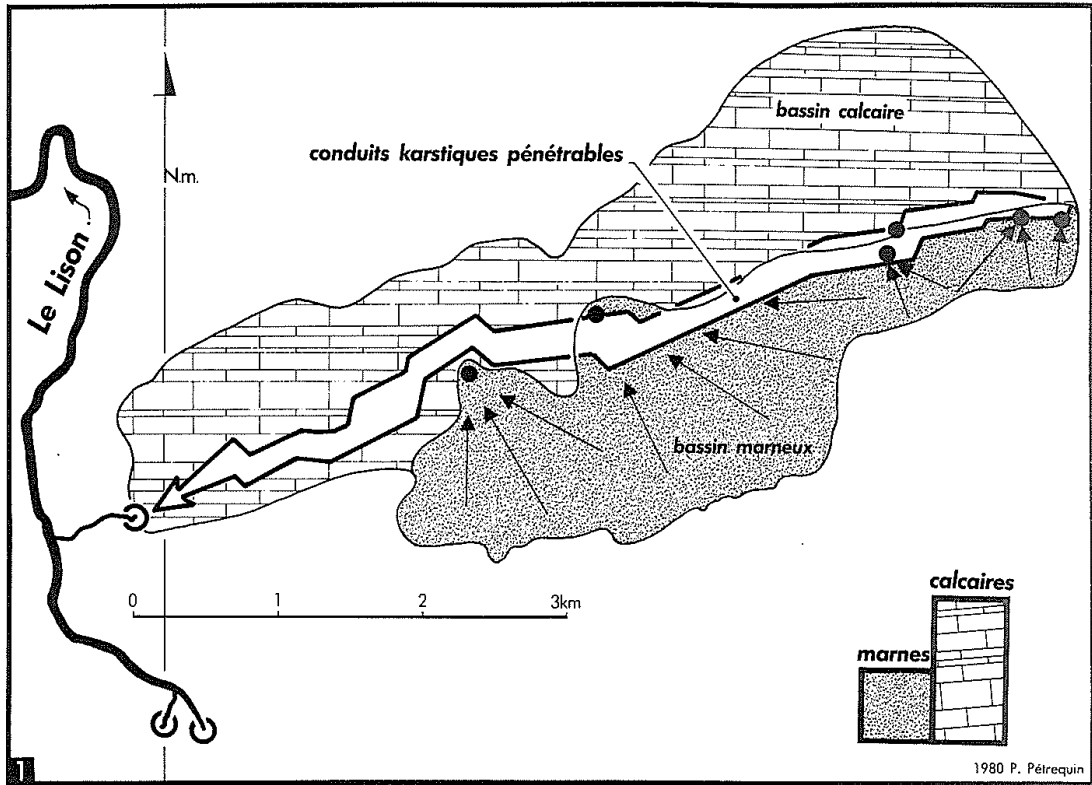 bassin calcaire
conduits karstiques pénétrables
N.m.
Le Lison
bassin marneux
0 1 2 3km
calcaires
marnes
1
1980 P. Pétrequin